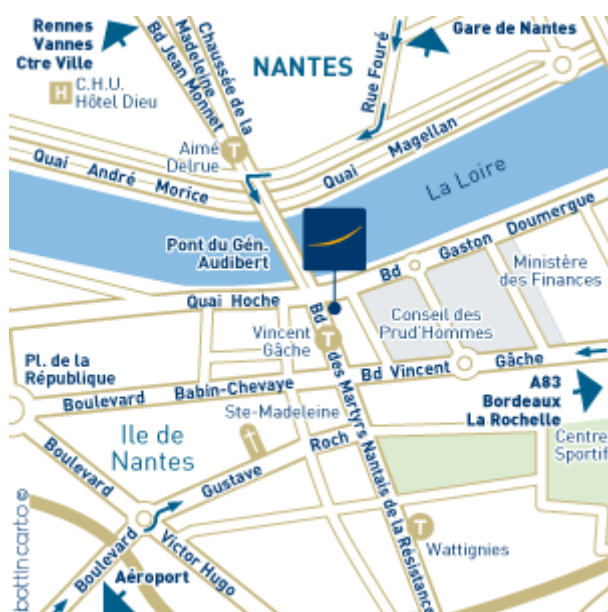 Rennes
Vannes
Ctre Ville
H
C.H.U.
Hôtel Dieu
Bd Jean Monnet
Chaussée de la
Madeleine
NANTES
Rue Fouré
Gare de Nantes
Aimé
Delrue
T
Quai André Morice
Quai Magellan
La Loire
Pont du Gén.
Audibert
Quai Hoche
Bd Gaston Doumergue
Ministère
des Finances
Conseil des
Prud'Hommes
Vincent
Gâche
T
Bd des Martyrs Nantais de la Résistance
Bd Vincent Gâche
Pl. de la
République
Boulevard Babin-Chevaye
A83
Bordeaux
La Rochelle
Ste-Madeleine
Ile de
Nantes
Gustave Roch
Centre
Sportif
Boulevard
Victor Hugo
Boulevard
T
Wattignies
Aéroport
bottin carto ©